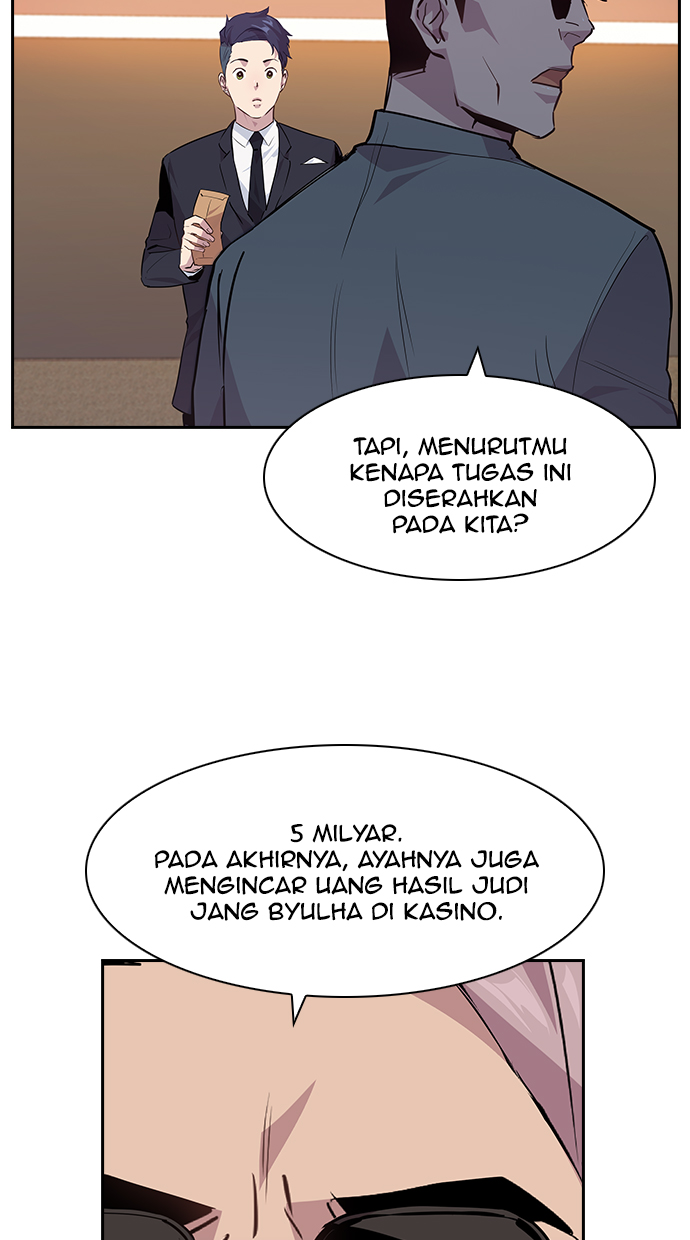 TAPI, MENURUTMU
KENAPA TUGAS INI
DISERAHKAN
PADA KITA?
5 MILYAR.
PADA AKHIRNYA, AYAHNYA JUGA
MENGINCAR UANG HASIL JUDI
JANG BYULHA DI KASINO.